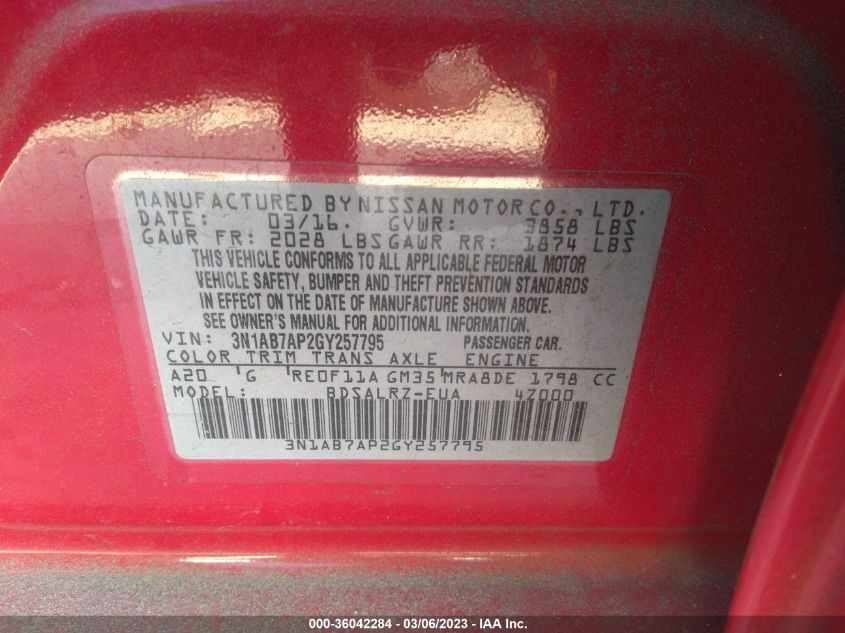 MANUFACTURED BY NISSAN MOTOR CO., LTD.
DATE: 03/16. GVWR: 3858 LBS
GAWR FR: 2028 LBS GAWR RR: 1874 LBS
THIS VEHICLE CONFORMS TO ALL APPLICABLE FEDERAL MOTOR
VEHICLE SAFETY, BUMPER AND THEFT PREVENTION STANDARDS
IN EFFECT ON THE DATE OF MANUFACTURE SHOWN ABOVE.
SEE OWNER'S MANUAL FOR ADDITIONAL INFORMATION.
VIN: 3N1AB7AP2GY257795 PASSENGER CAR.
COLOR TRIM TRANS AXLE ENGINE
A20 G RE0F11A GM35 MRA8DE 1798 CC
MODEL: BDSALRZ-EUA 4Z000
3N1AB7AP2GY257795
000-36042284 - 03/06/2023 - IAA Inc.